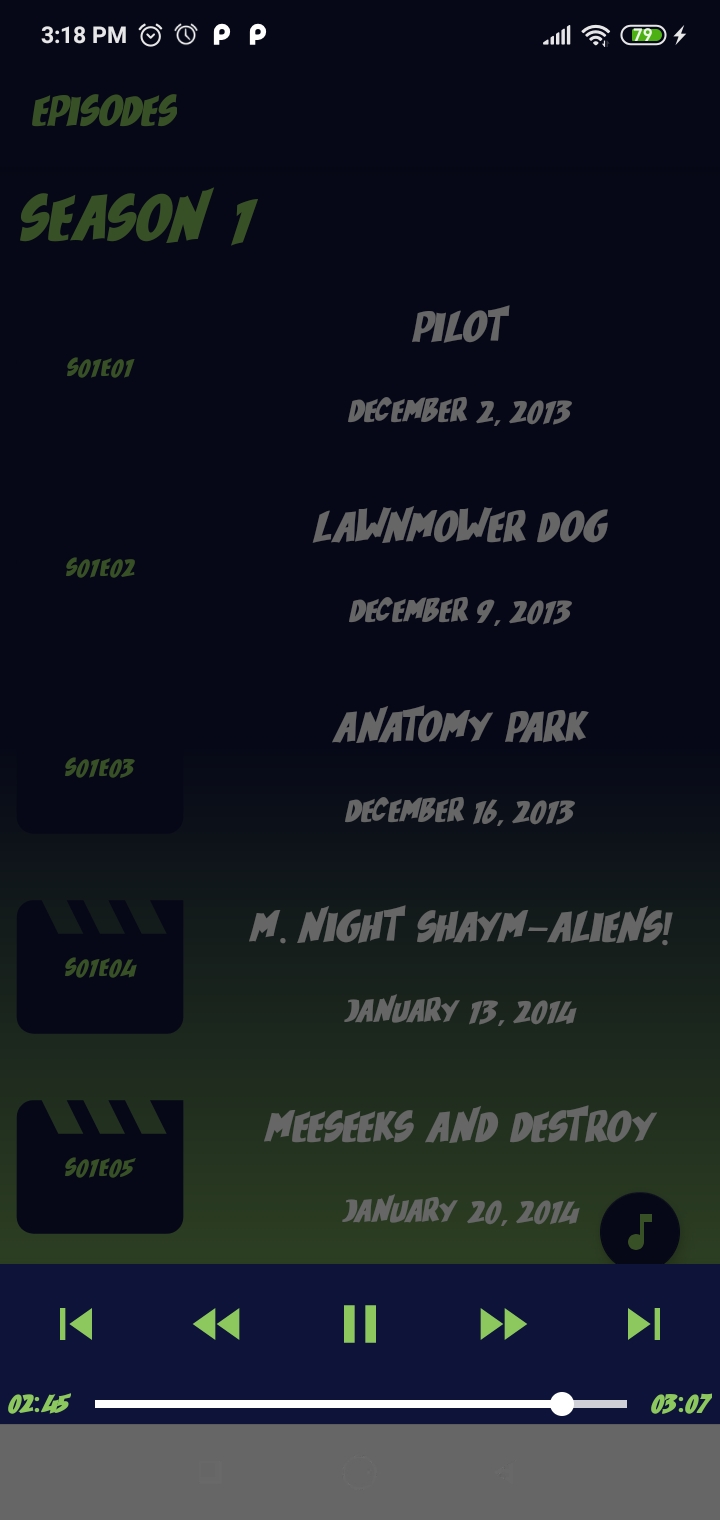 3:18 PM
79
EPISODES
SEASON 1
PILOT
S01E01
DECEMBER 2, 2013
LAWNMOWER DOG
S01E02
DECEMBER 9, 2013
ANATOMY PARK
S01E03
DECEMBER 16, 2013
M. NIGHT SHAYM-ALIENS!
S01E04
JANUARY 13, 2014
MEESEEKS AND DESTROY
S01E05
JANUARY 20, 2014
02:45
03:07